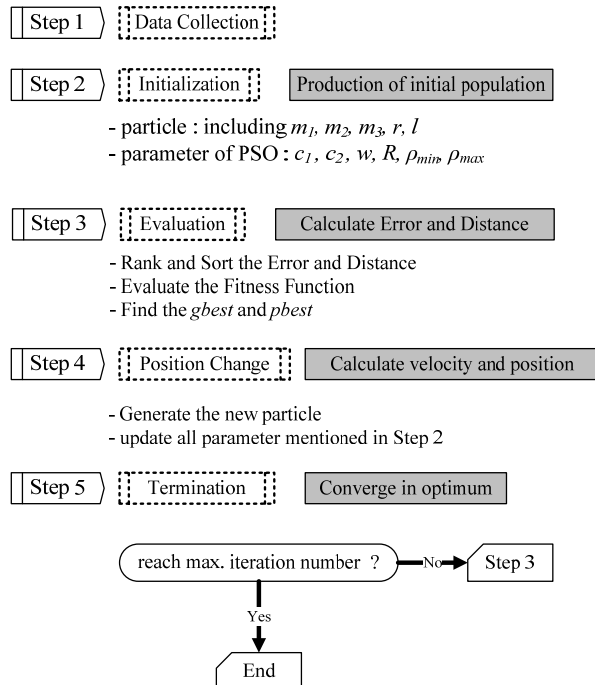 Step 1 Data Collection
Step 2 Initialization Production of initial population
- particle : including m1, m2, m3, r, l
- parameter of PSO : c1, c2, w, R, ρmin, ρmax
Step 3 Evaluation Calculate Error and Distance
- Rank and Sort the Error and Distance
- Evaluate the Fitness Function
- Find the gbest and pbest
Step 4 Position Change Calculate velocity and position
- Generate the new particle
- update all parameter mentioned in Step 2
Step 5 Termination Converge in optimum
reach max. iteration number ? No Step 3
Yes
End